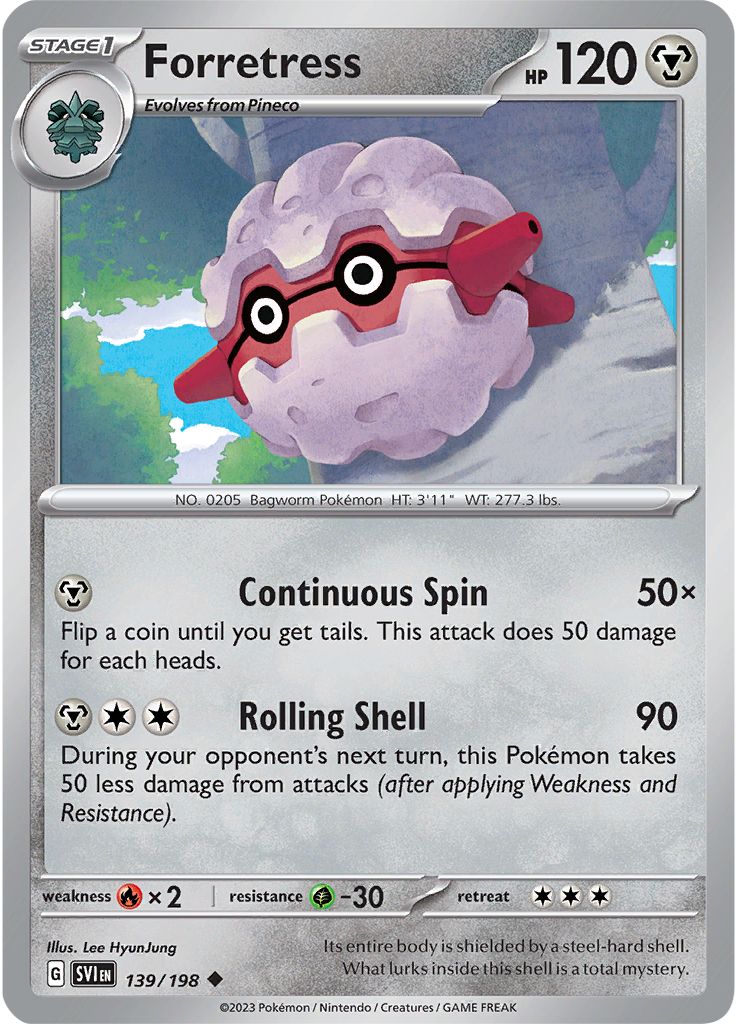 STAGE1
Forretress
HP 120
Evolves from Pineco
NO. 0205 Bagworm Pokémon HT: 3'11" WT: 277.3 lbs.
Continuous Spin 50×
Flip a coin until you get tails. This attack does 50 damage
for each heads.
Rolling Shell 90
During your opponent's next turn, this Pokémon takes
50 less damage from attacks (after applying Weakness and
Resistance).
weakness ×2 resistance -30 retreat
Illus. Lee HyunJung
Its entire body is shielded by a steel-hard shell.
What lurks inside this shell is a total mystery.
G SVI EN 139/198
©2023 Pokémon / Nintendo / Creatures / GAME FREAK